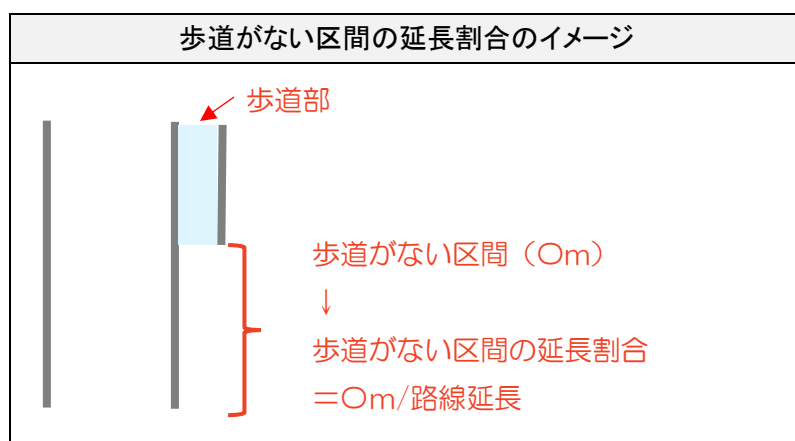 歩道がない区間の延長割合のイメージ
歩道部
歩道がない区間（〇m）
↓
歩道がない区間の延長割合
＝〇m/路線延長